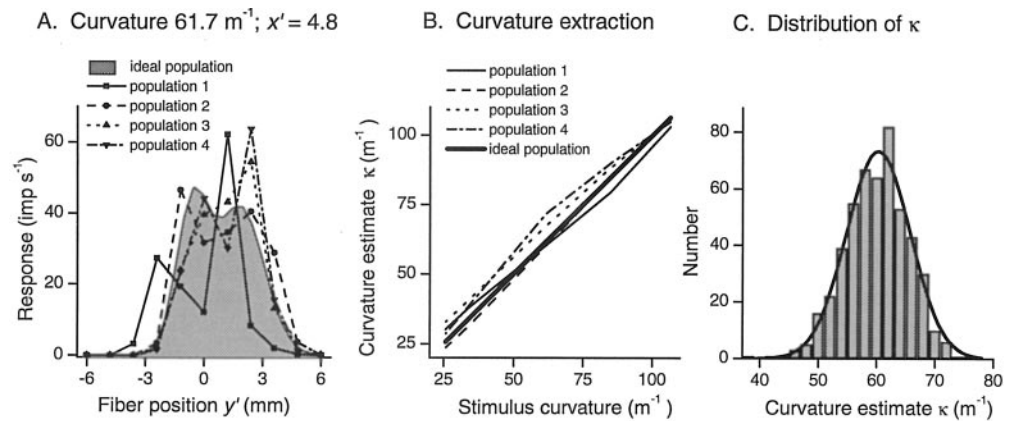 A. Curvature 61.7 m-1; x' = 4.8
ideal population
population 1
population 2
population 3
population 4
60
40
20
0
Response (imp s-1)
-6 -3 0 3 6
Fiber position y' (mm)
B. Curvature extraction
population 1
population 2
population 3
population 4
ideal population
100
75
50
25
Curvature estimate κ (m-1)
25 50 75 100
Stimulus curvature (m-1)
C. Distribution of κ
80
60
40
20
0
Number
40 50 60 70 80
Curvature estimate κ (m-1)